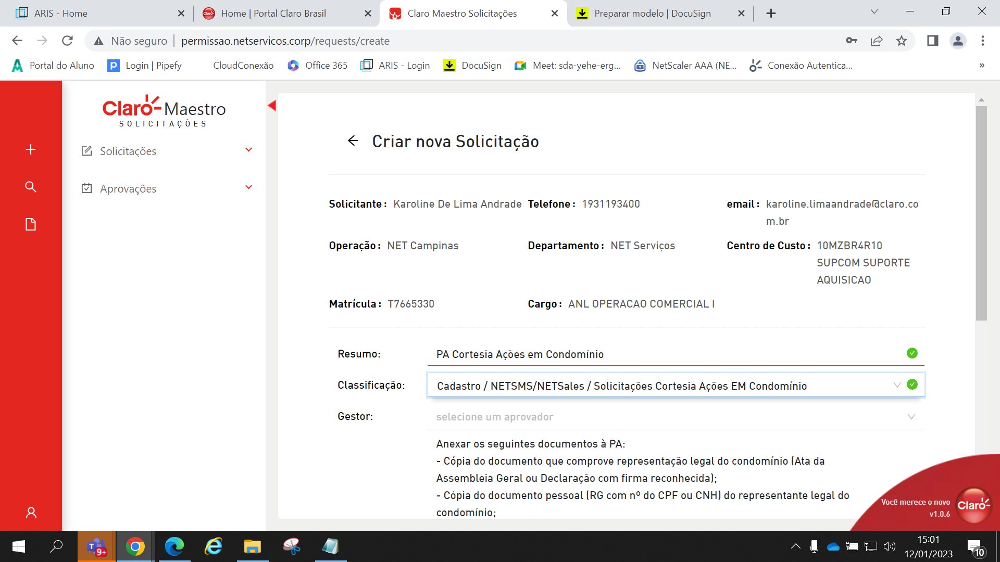 ARIS - Home
Home | Portal Claro Brasil
Claro Maestro Solicitações
Preparar modelo | DocuSign
Não seguro
permissao.netservicos.corp/requests/create
Portal do Aluno
Login | Pipefy
CloudConexão
Office 365
ARIS - Login
DocuSign
Meet: sda-yehe-erg...
NetScaler AAA (NE...
Conexão Autentica...
»
Claro Maestro
SOLICITAÇÕES
Solicitações
Aprovações
Criar nova Solicitação
Solicitante: Karoline De Lima Andrade
Telefone: 1931193400
email: karoline.limaandrade@claro.co
m.br
Operação: NET Campinas
Departamento: NET Serviços
Centro de Custo: 10MZBR4R10
SUPCOM SUPORTE
AQUISICAO
Matrícula: T7665330
Cargo: ANL OPERACAO COMERCIAL I
Resumo: PA Cortesia Ações em Condomínio
Classificação: Cadastro / NETSMS/NETSales / Solicitações Cortesia Ações EM Condomínio
Gestor: selecione um aprovador
Anexar os seguintes documentos à PA:
- Cópia do documento que comprove representação legal do condomínio (Ata da
Assembleia Geral ou Declaração com firma reconhecida);
- Cópia do documento pessoal (RG com nº do CPF ou CNH) do representante legal do
condomínio;
Você merece o novo
v1.0.6
Claro
9+
15:01
12/01/2023
10